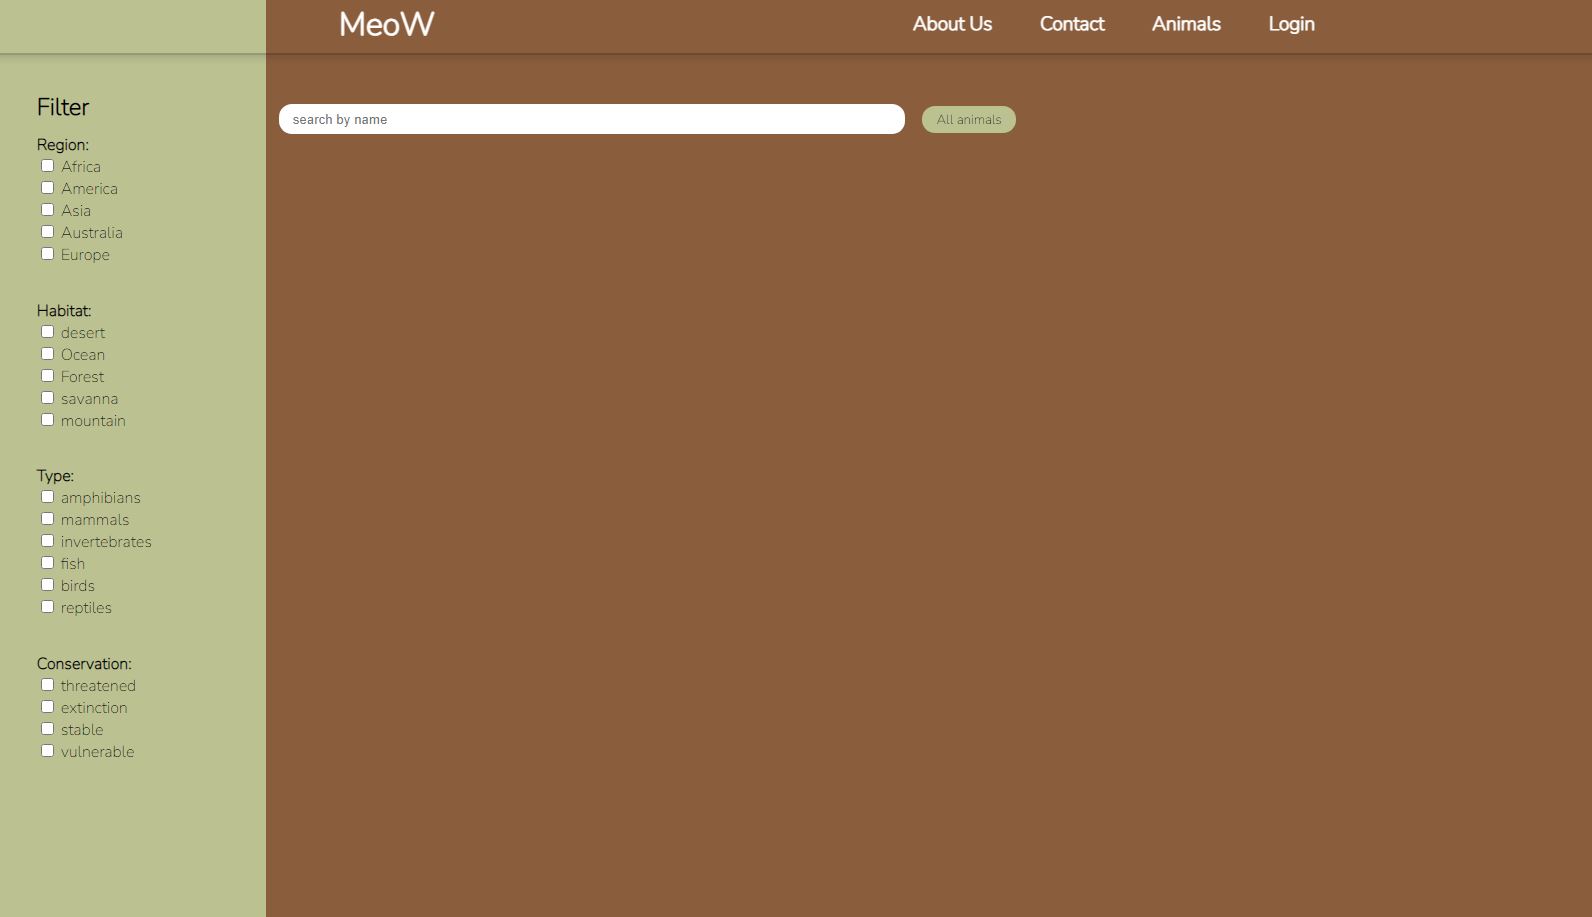 MeoW
About Us
Contact
Animals
Login
Filter
Region:
Africa
America
Asia
Australia
Europe
Habitat:
desert
Ocean
Forest
savanna
mountain
Type:
amphibians
mammals
invertebrates
fish
birds
reptiles
Conservation:
threatened
extinction
stable
vulnerable
search by name
All animals